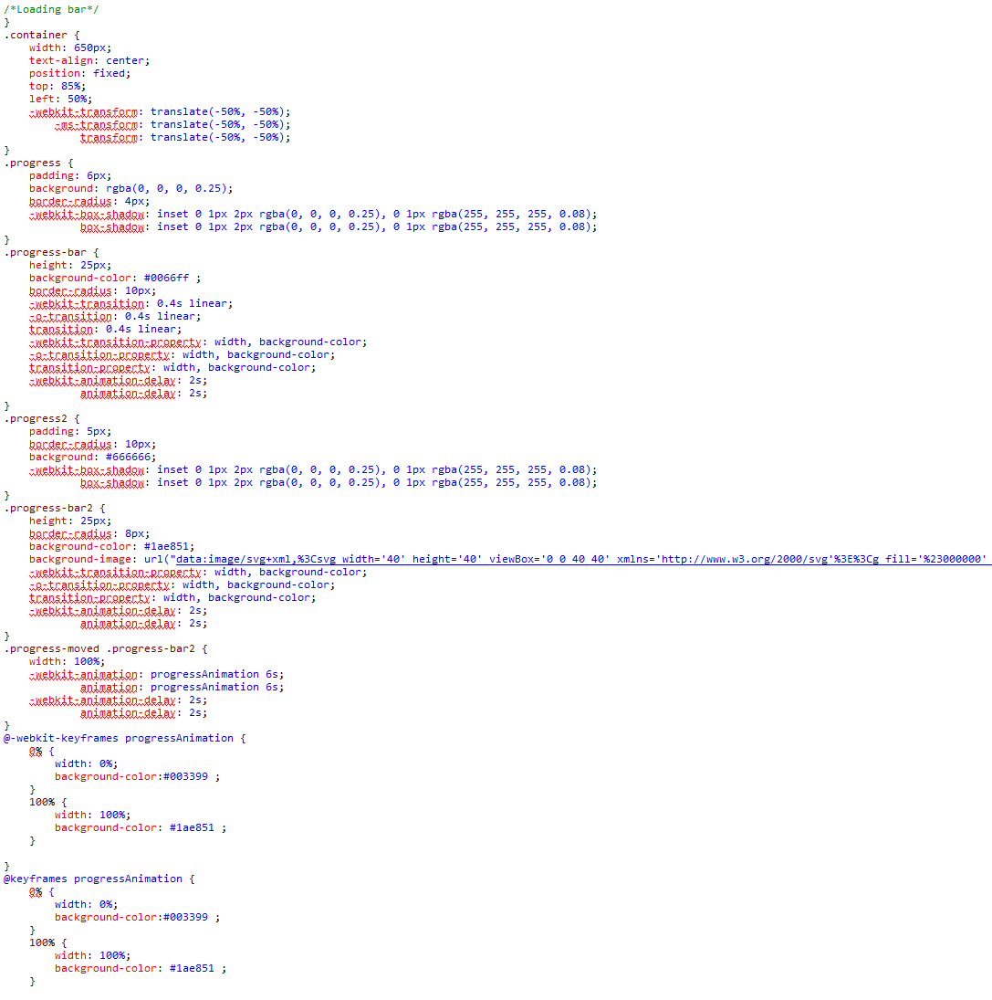 /*Loading bar*/
}
.container {
    width: 650px;
    text-align: center;
    position: fixed;
    top: 85%;
    left: 50%;
    -webkit-transform: translate(-50%, -50%);
        -ms-transform: translate(-50%, -50%);
            transform: translate(-50%, -50%);
}
.progress {
    padding: 6px;
    background: rgba(0, 0, 0, 0.25);
    border-radius: 4px;
    -webkit-box-shadow: inset 0 1px 2px rgba(0, 0, 0, 0.25), 0 1px rgba(255, 255, 255, 0.08);
            box-shadow: inset 0 1px 2px rgba(0, 0, 0, 0.25), 0 1px rgba(255, 255, 255, 0.08);
}
.progress-bar {
    height: 25px;
    background-color: #0066ff ;
    border-radius: 10px;
    -webkit-transition: 0.4s linear;
    -o-transition: 0.4s linear;
    transition: 0.4s linear;
    -webkit-transition-property: width, background-color;
    -o-transition-property: width, background-color;
    transition-property: width, background-color;
    -webkit-animation-delay: 2s;
            animation-delay: 2s;
}
.progress2 {
    padding: 5px;
    border-radius: 10px;
    background: #666666;
    -webkit-box-shadow: inset 0 1px 2px rgba(0, 0, 0, 0.25), 0 1px rgba(255, 255, 255, 0.08);
            box-shadow: inset 0 1px 2px rgba(0, 0, 0, 0.25), 0 1px rgba(255, 255, 255, 0.08);
}
.progress-bar2 {
    height: 25px;
    border-radius: 8px;
    background-color: #1ae851;
    background-image: url("data:image/svg+xml,%3Csvg width='40' height='40' viewBox='0 0 40 40' xmlns='http://www.w3.org/2000/svg'%3E%3Cg fill='%23000000'
    -webkit-transition-property: width, background-color;
    -o-transition-property: width, background-color;
    transition-property: width, background-color;
    -webkit-animation-delay: 2s;
            animation-delay: 2s;
}
.progress-moved .progress-bar2 {
    width: 100%;
    -webkit-animation: progressAnimation 6s;
            animation: progressAnimation 6s;
    -webkit-animation-delay: 2s;
            animation-delay: 2s;
}
@-webkit-keyframes progressAnimation {
    0% {
        width: 0%;
        background-color:#003399 ;
    }
    100% {
        width: 100%;
        background-color: #1ae851 ;
    }
}
@keyframes progressAnimation {
    0% {
        width: 0%;
        background-color:#003399 ;
    }
    100% {
        width: 100%;
        background-color: #1ae851 ;
    }